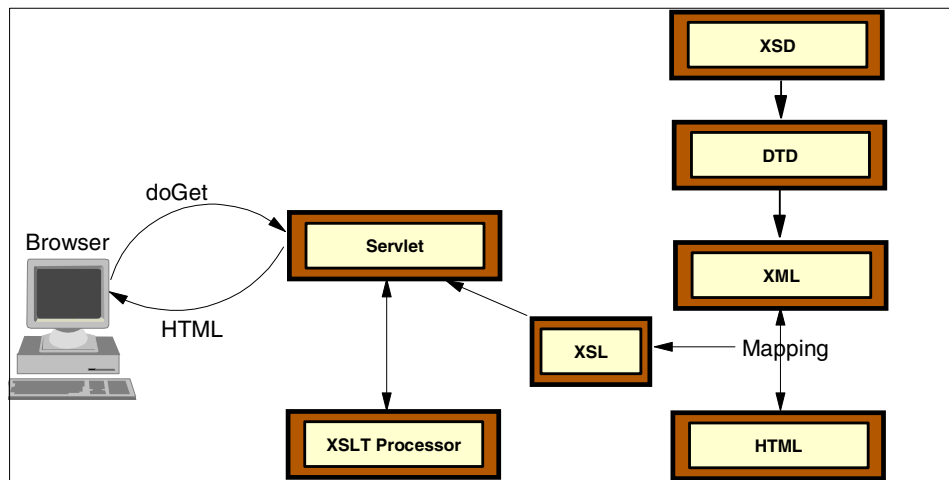 XSD
DTD
doGet
Browser
Servlet
XML
HTML
XSL
Mapping
XSLT Processor
HTML